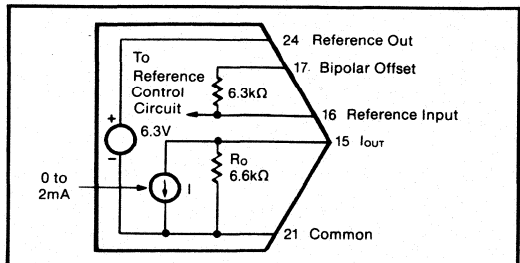 24 Reference Out
17 Bipolar Offset
To
Reference
Control
Circuit
6.3kΩ
16 Reference Input
+
6.3V
−
15 IOUT
RO
6.6kΩ
0 to
2mA
I
21 Common